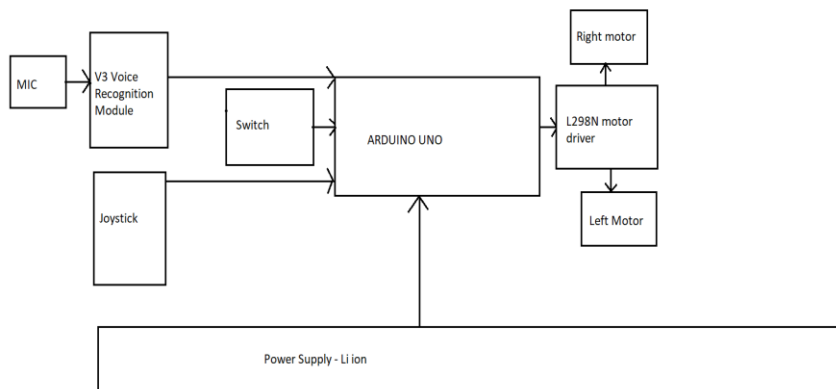 Right motor
MIC
V3 Voice
Recognition
Module
Switch
ARDUINO UNO
L298N motor
driver
Joystick
Left Motor
Power Supply - Li ion